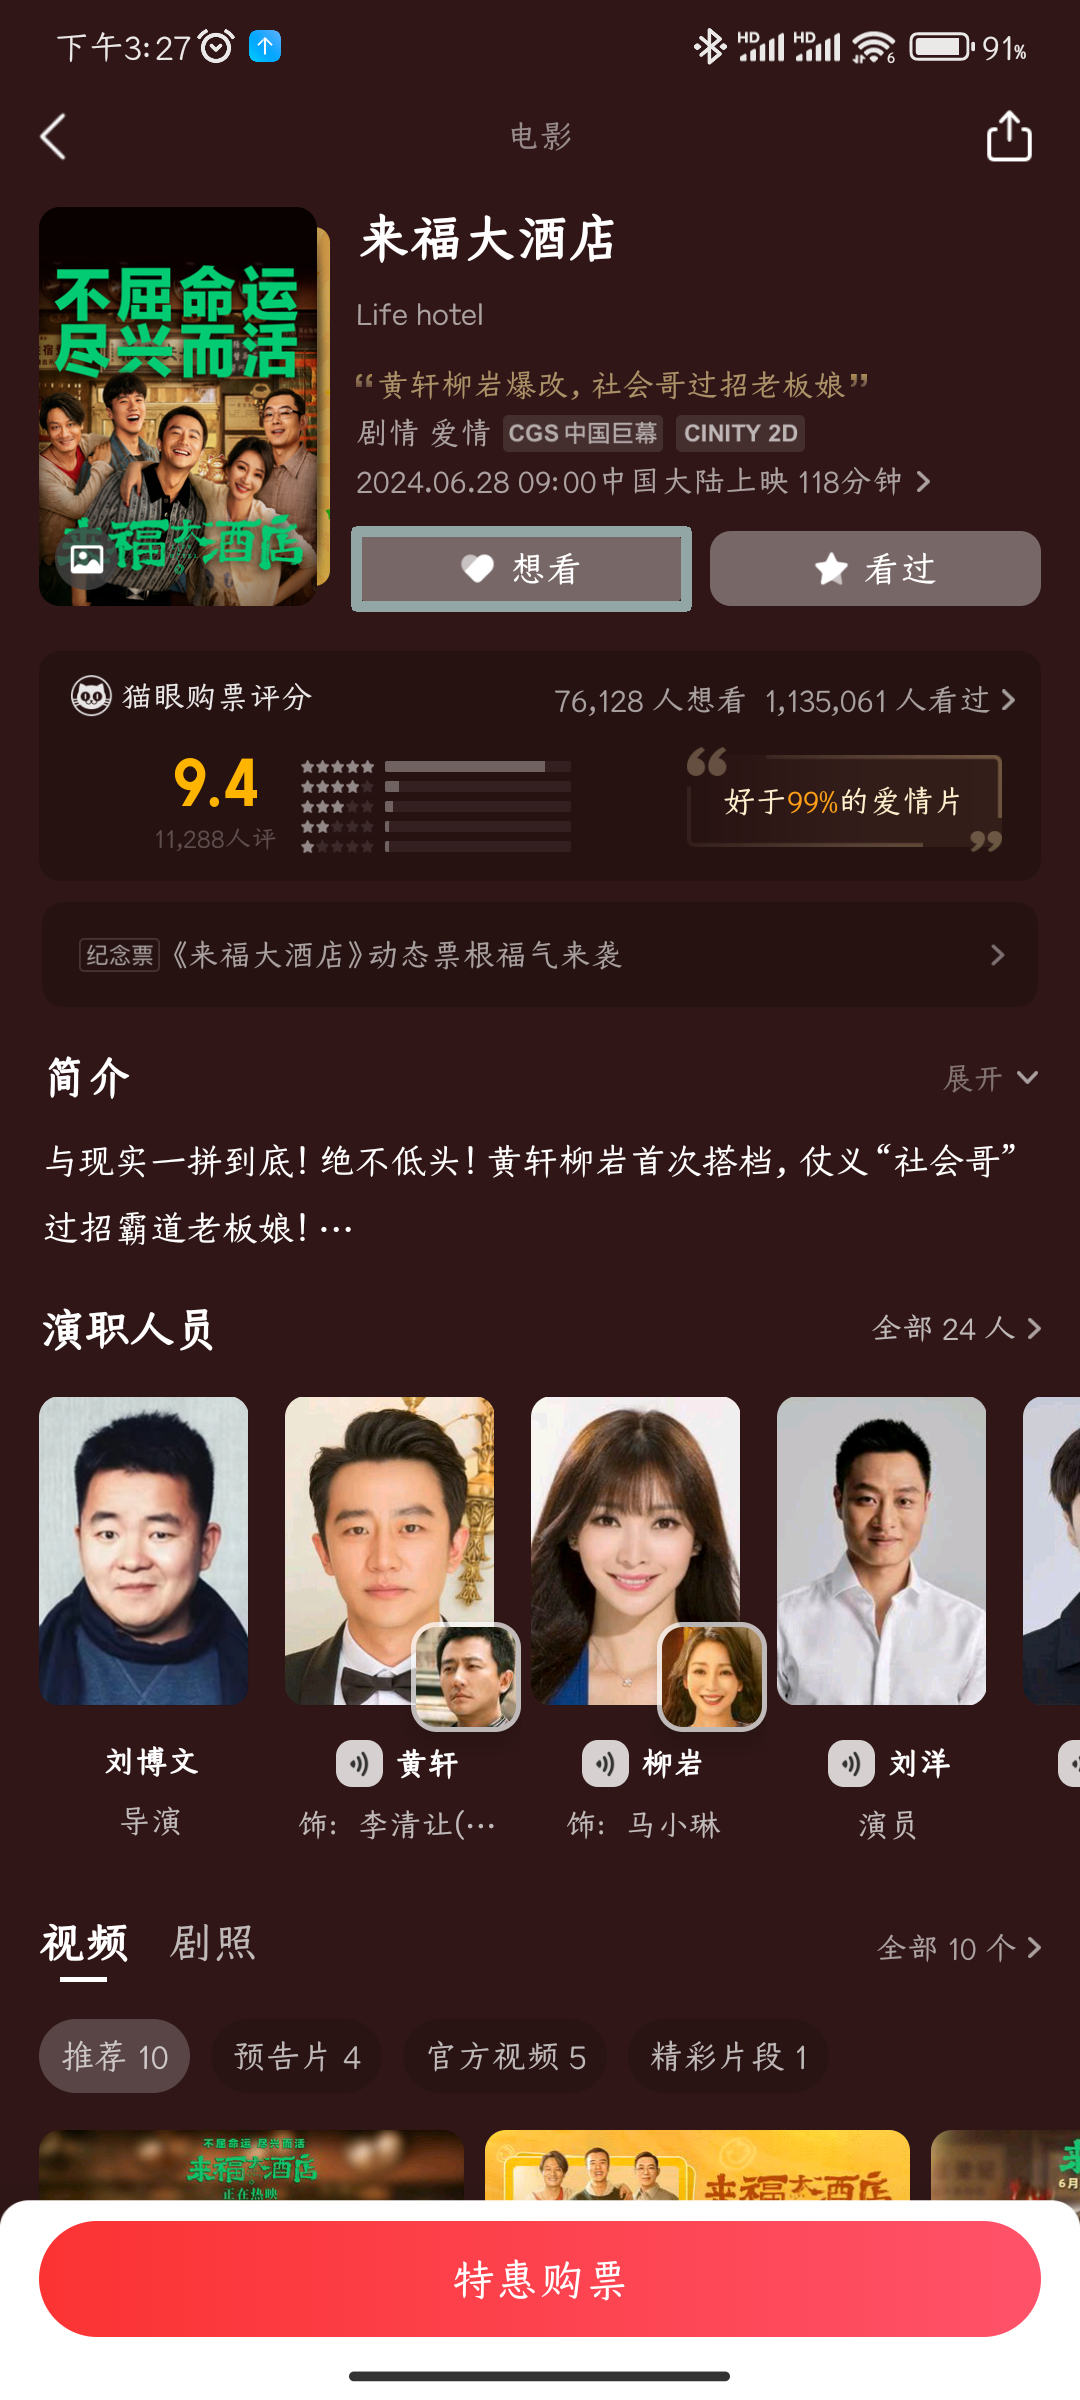 下午3:27
HD HD 6 91%
电影
不屈命运
尽兴而活
来福大酒店
来福大酒店
Life hotel
“黄轩柳岩爆改，社会哥过招老板娘”
剧情 爱情 CGS 中国巨幕 CINITY 2D
2024.06.28 09:00中国大陆上映 118分钟
想看
看过
猫眼购票评分
76,128 人想看 1,135,061 人看过
9.4
11,288人评
“好于99%的爱情片”
纪念票《来福大酒店》动态票根福气来袭
简介
展开
与现实一拼到底！绝不低头！黄轩柳岩首次搭档，仗义“社会哥”
过招霸道老板娘！…
演职人员
全部 24 人
刘博文
黄轩
柳岩
刘洋
导演
饰：李清让(…
饰：马小琳
演员
视频 剧照
全部 10 个
推荐 10
预告片 4
官方视频 5
精彩片段 1
不屈命运 尽兴而活
来福大酒店
正在热映
来福大酒店
来
6月
特惠购票